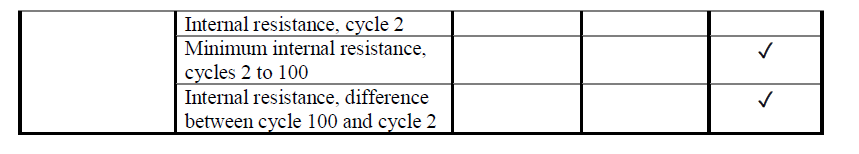 Internal resistance, cycle 2
Minimum internal resistance,
cycles 2 to 100
✓
Internal resistance, difference
between cycle 100 and cycle 2
✓